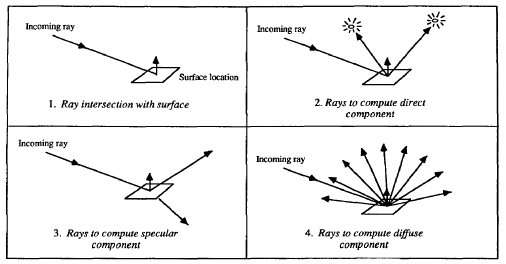 Incoming ray
Surface location
1. Ray intersection with surface
Incoming ray
2. Rays to compute direct
component
Incoming ray
3. Rays to compute specular
component
Incoming ray
4. Rays to compute diffuse
component